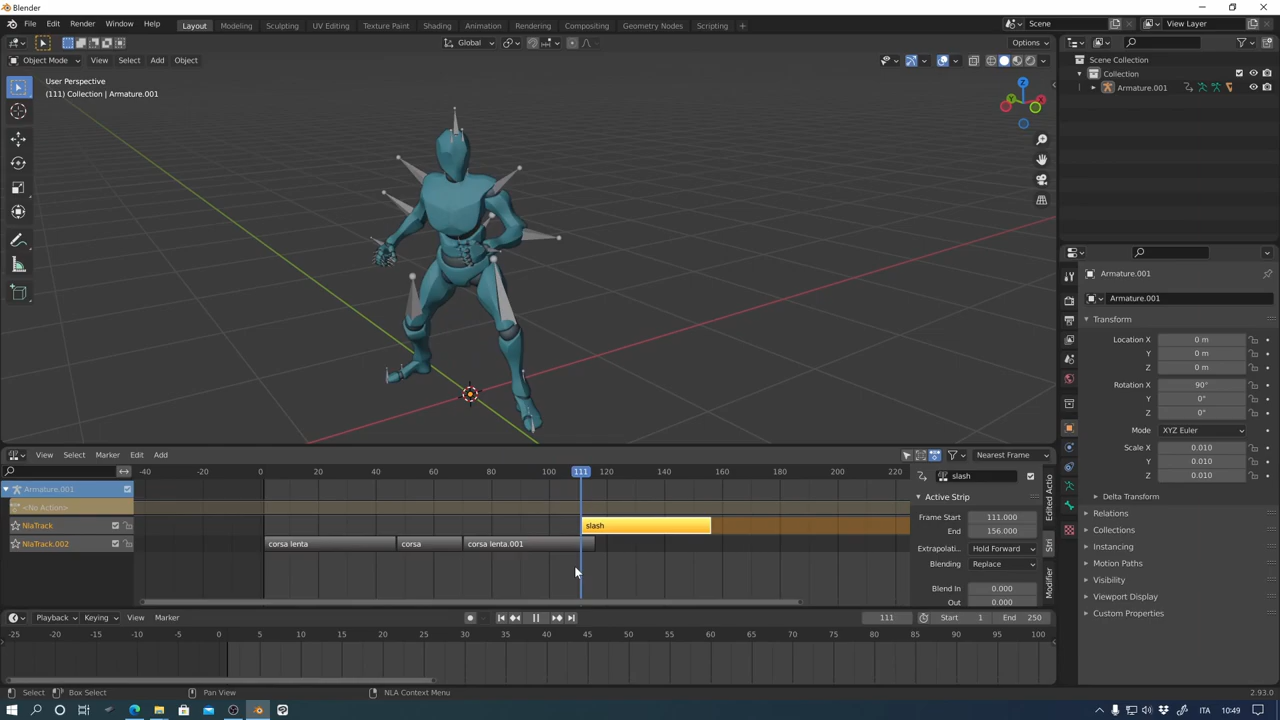 Blender
File Edit Render Window Help Layout Modeling Sculpting UV Editing Texture Paint Shading Animation Rendering Compositing Geometry Nodes Scripting + Scene View Layer
Global Options
Object Mode View Select Add Object
User Perspective
(111) Collection | Armature.001
Z
Y
X
Scene Collection
Collection
Armature.001
Armature.001
Armature.001
Transform
Location X 0 m
Y 0 m
Z 0 m
Rotation X 90°
Y 0°
Z 0°
Mode XYZ Euler
Scale X 0.010
Y 0.010
Z 0.010
Delta Transform
Relations
Collections
Instancing
Motion Paths
Visibility
Viewport Display
Custom Properties
View Select Marker Edit Add Nearest Frame
-40 -20 0 20 40 60 80 100 111 120 140 160 180 200 220
Armature.001
<No Action>
NlaTrack slash
NlaTrack.002 corsa lenta corsa corsa lenta.001
slash
Active Strip
Frame Start 111.000
End 156.000
Extrapolati.. Hold Forward
Blending Replace
Blend In 0.000
Out 0.000
Edited Actio
Stri
Modifier
Playback Keying View Marker 111 Start 1 End 250
-25 -20 -15 -10 -5 0 5 10 15 20 25 30 35 40 45 50 55 60 65 70 75 80 85 90 95 100
Select Box Select Pan View NLA Context Menu 2.93.0
ITA 10:49